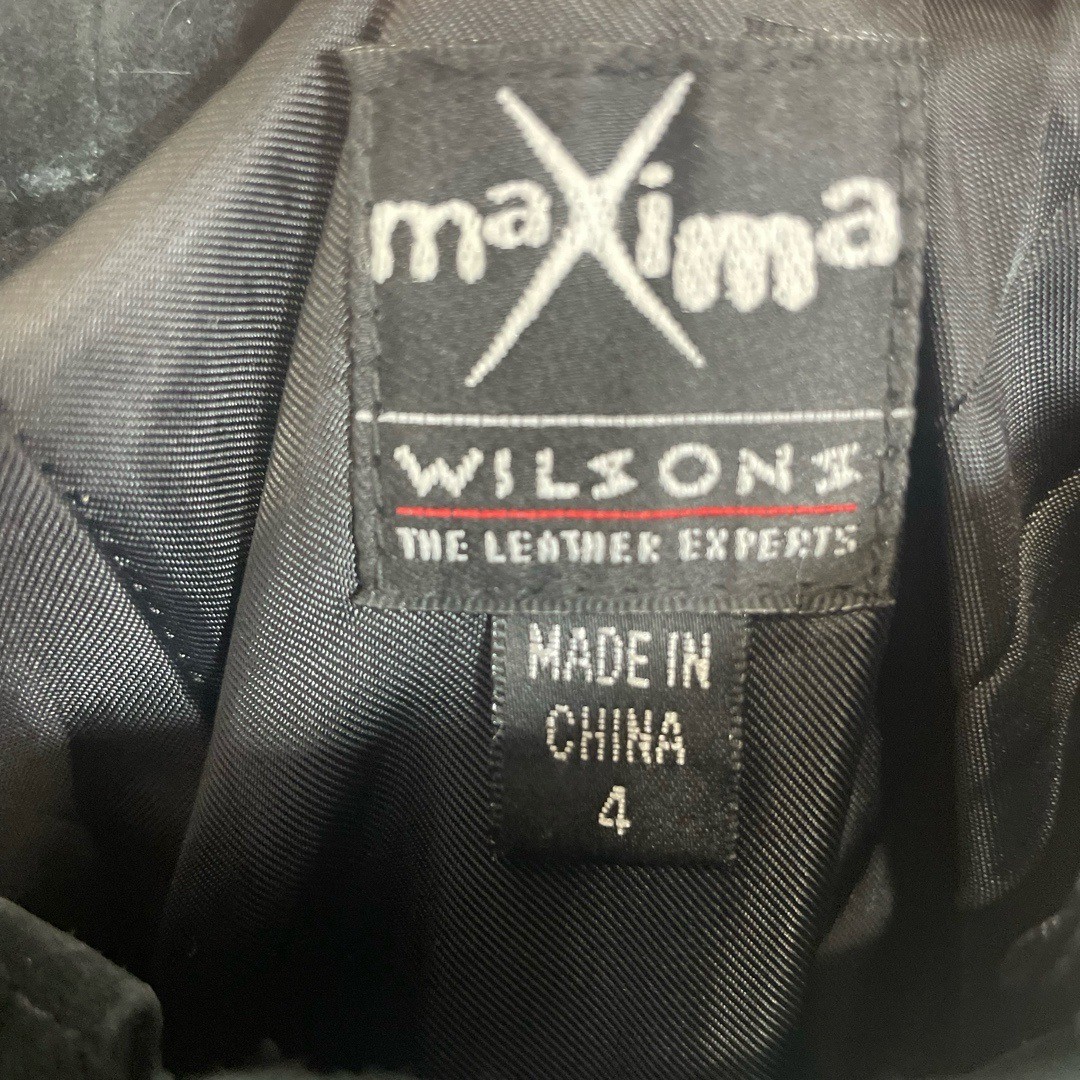 maXima
WILSONS
THE LEATHER EXPERTS
MADE IN
CHINA
4